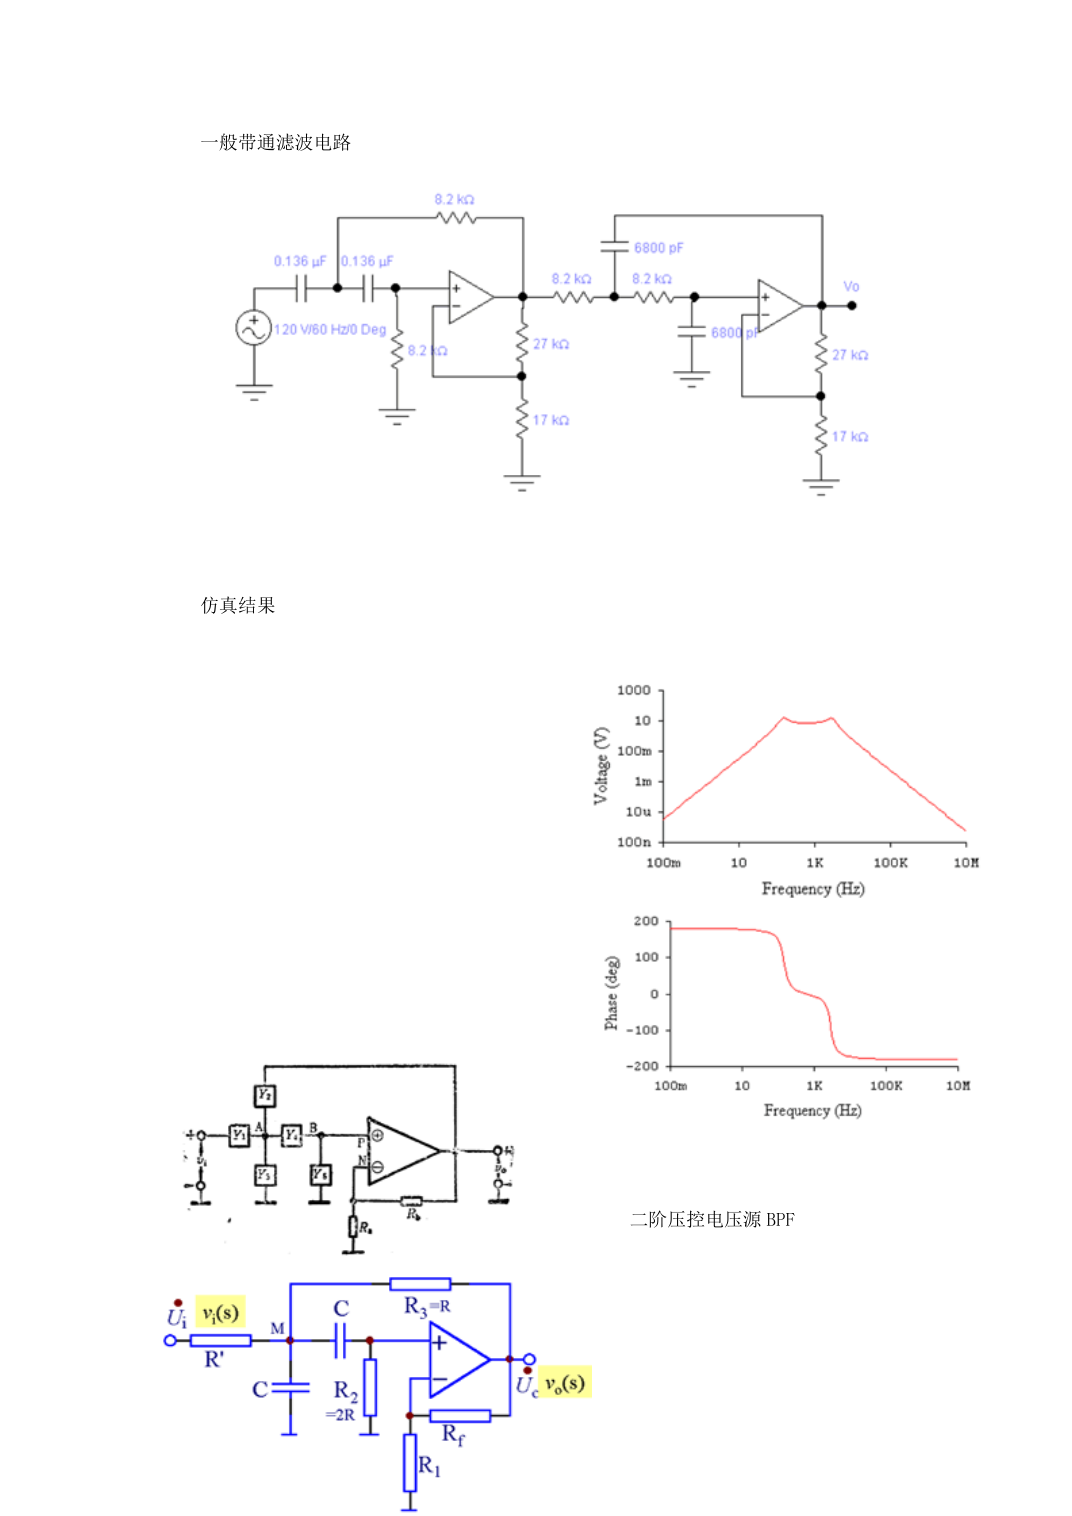 一般带通滤波电路
8.2 kΩ
0.136 μF 0.136 μF
120 V/60 Hz/0 Deg
8.2 kΩ
27 kΩ
17 kΩ
8.2 kΩ
8.2 kΩ
6800 pF
6800 pF
Vo
27 kΩ
17 kΩ
仿真结果
1000
10
100m
1m
10u
100n
Voltage (V)
100m 10 1K 100K 10M
Frequency (Hz)
200
100
0
-100
-200
Phase (deg)
100m 10 1K 100K 10M
Frequency (Hz)
Y2
Y1 A Y4 B
P
N
Y3 Y5
vi
vo
Rb
Ra
二阶压控电压源 BPF
R3=R
Ui vi(s)
M
C
R'
C
R2
=2R
Rf
R1
vo(s)